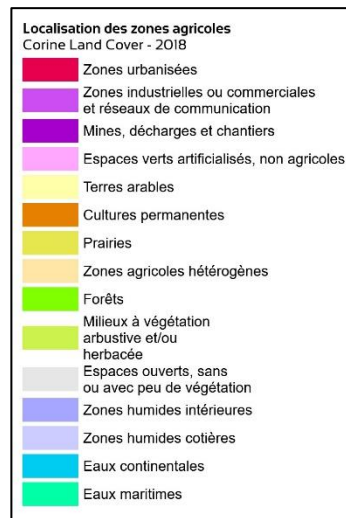 Localisation des zones agricoles
Corine Land Cover - 2018
Zones urbanisées
Zones industrielles ou commerciales
et réseaux de communication
Mines, décharges et chantiers
Espaces verts artificialisés, non agricoles
Terres arables
Cultures permanentes
Prairies
Zones agricoles hétérogènes
Forêts
Milieux à végétation
arbustive et/ou
herbacée
Espaces ouverts, sans
ou avec peu de végétation
Zones humides intérieures
Zones humides cotières
Eaux continentales
Eaux maritimes